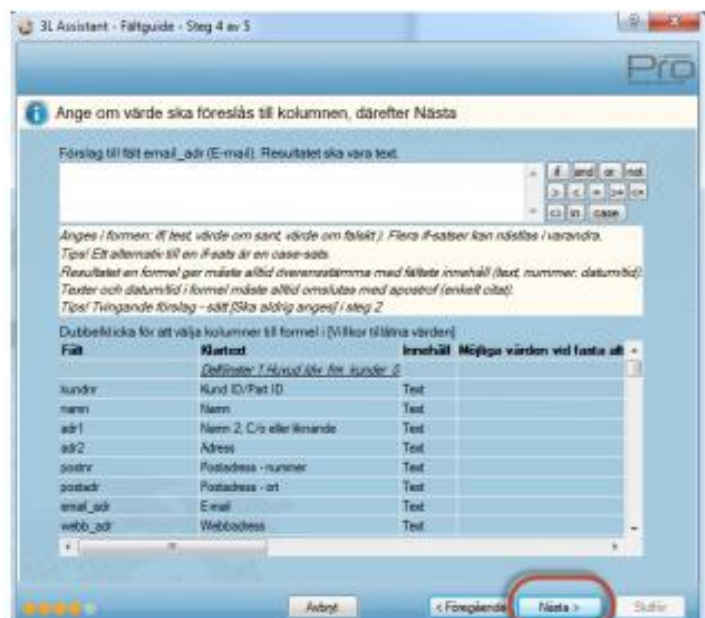 3L Assistant - Fältguide - Steg 4 av 5
Pro
Ange om värde ska föreslås till kolumnen, därefter Nästa
Förslag till fält email_adr (E-mail). Resultatet ska vara text.
if and or not
> < = >= <=
<> in case
Anges i formen: if( test, värde om sant, värde om falskt ). Flera if-satser kan nästlas i varandra.
Tips! Ett alternativ till en if-sats är en case-sats.
Resultatet en formel ger måste alltid överensstämma med fältets innehåll (text, nummer, datum/tid).
Texter och datum/tid i formel måste alltid omslutas med apostrof (enkelt citat).
Tips! Tvingande förslag - sätt [Ska aldrig anges] i steg 2
Dubbelklicka för att välja kolumner till formel i [Villkor tillåtna värden]
Fält Klartext Innehåll Möjliga värden vid fasta alt
Delfönster 1 Huvud
kundnr Kund ID/Part ID Text
namn Namn Text
adr1 Namn 2, C/o eller liknande Text
adr2 Adress Text
postnr Postadress - nummer Text
postadr Postadress - ort Text
email_adr E-mail Text
webb_adr Webbadress Text
Avbryt < Föregående Nästa > Slutför